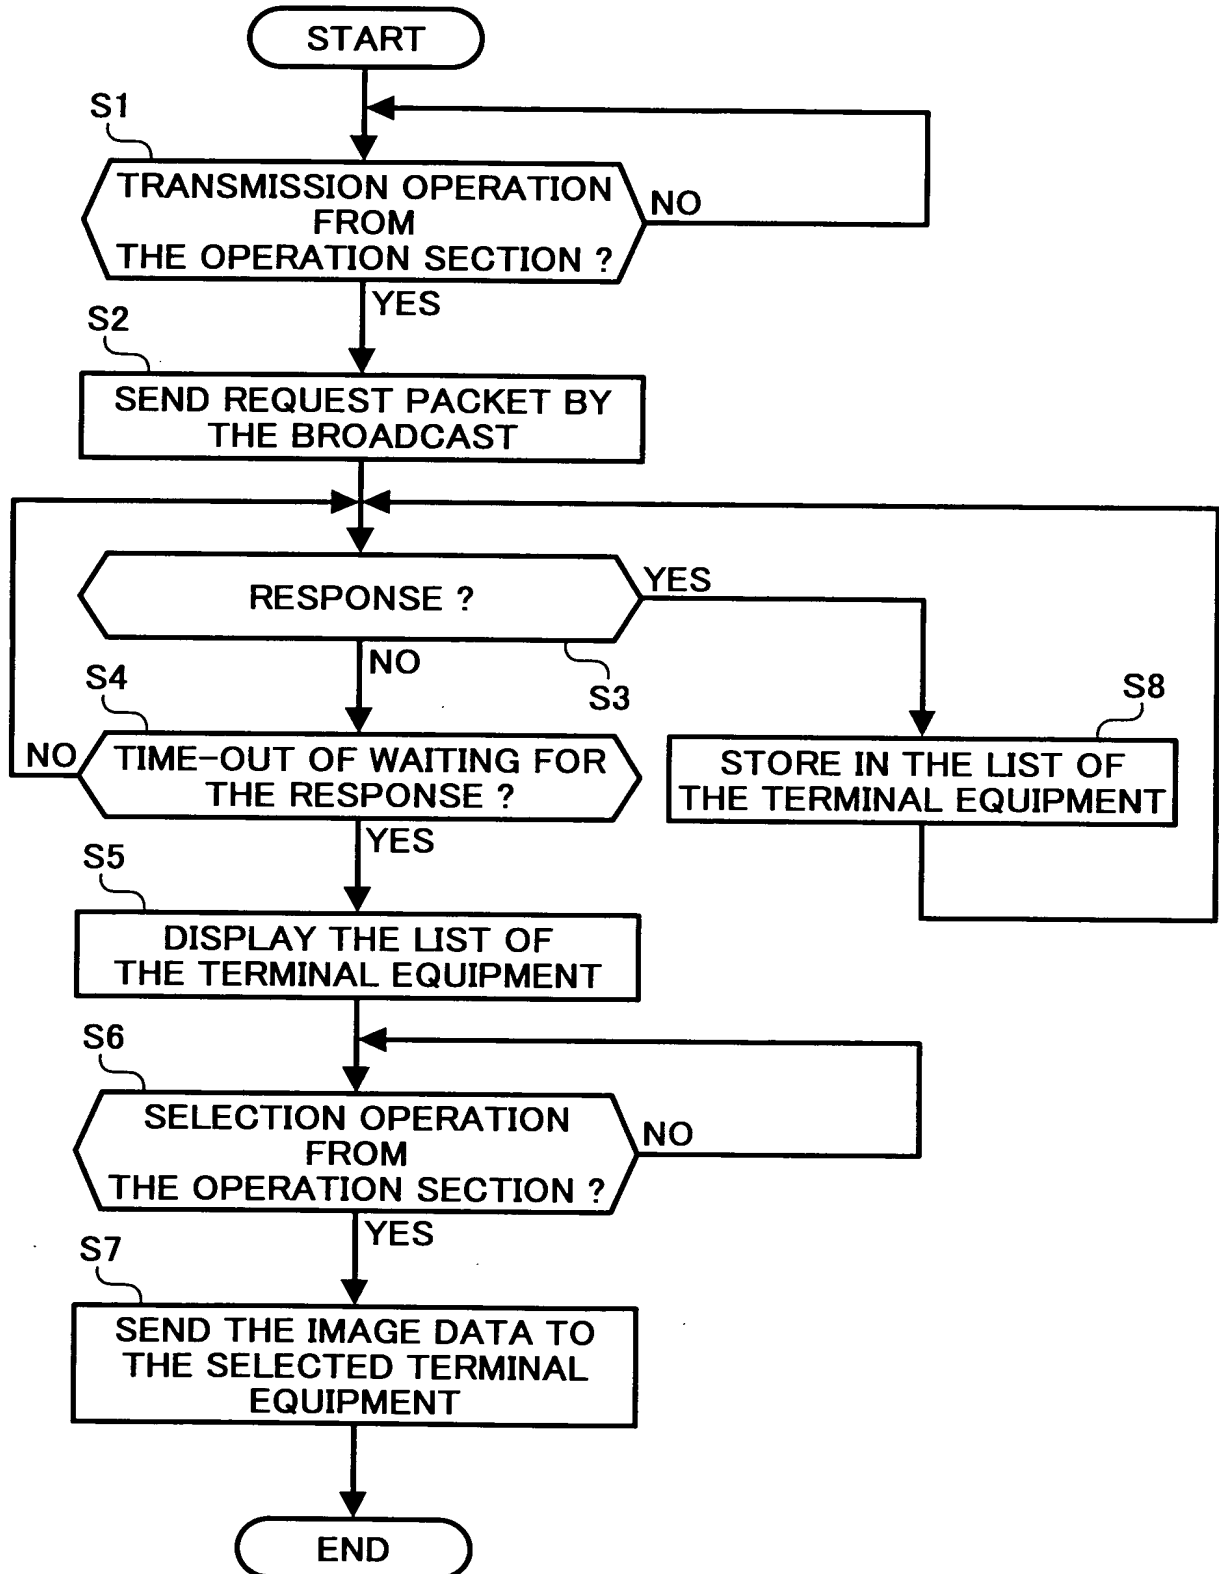 START
S1
TRANSMISSION OPERATION
FROM
THE OPERATION SECTION ?
NO
YES
S2
SEND REQUEST PACKET BY
THE BROADCAST
RESPONSE ?
YES
NO
S3
S4
NO
TIME-OUT OF WAITING FOR
THE RESPONSE ?
YES
S8
STORE IN THE LIST OF
THE TERMINAL EQUIPMENT
S5
DISPLAY THE LIST OF
THE TERMINAL EQUIPMENT
S6
SELECTION OPERATION
FROM
THE OPERATION SECTION ?
NO
YES
S7
SEND THE IMAGE DATA TO
THE SELECTED TERMINAL
EQUIPMENT
END